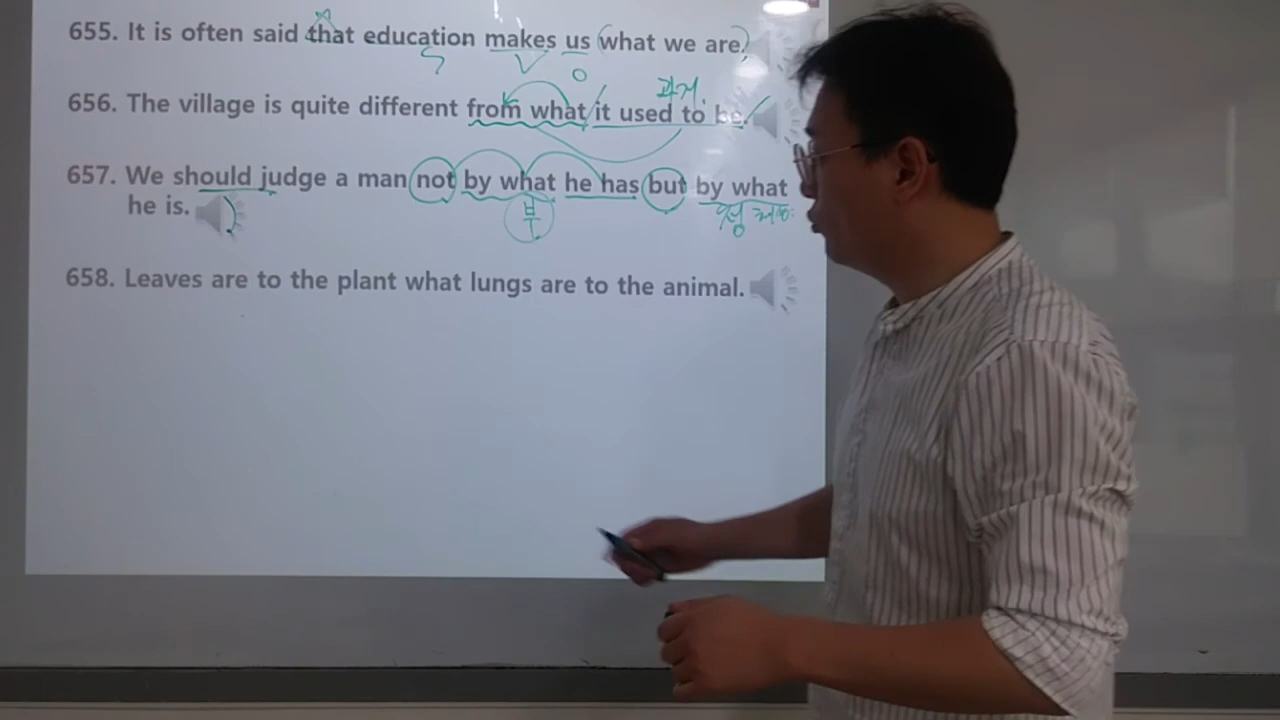 655. It is often said that education makes us what we are.
S V O
과거.
656. The village is quite different from what it used to be.
657. We should judge a man not by what he has but by what
he is.
부
658. Leaves are to the plant what lungs are to the animal.